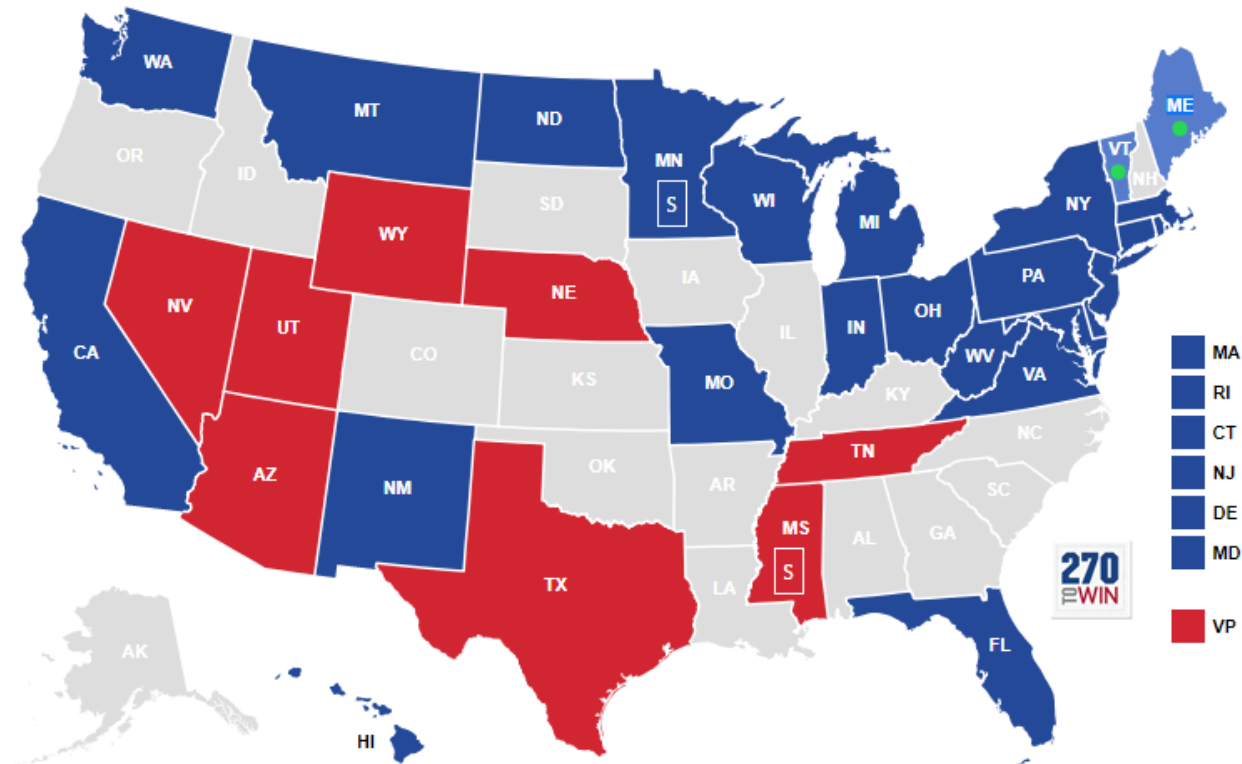 WA
MT
ND
MN
S
OR
ID
SD
WI
MI
NY
VT
ME
NH
WY
NE
IA
NV
UT
CO
CA
KS
MO
IL
IN
OH
PA
WV
VA
KY
AZ
NM
OK
AR
TN
NC
SC
TX
LA
MS
S
AL
GA
FL
AK
HI
MA
RI
CT
NJ
DE
MD
VP
270
TO WIN